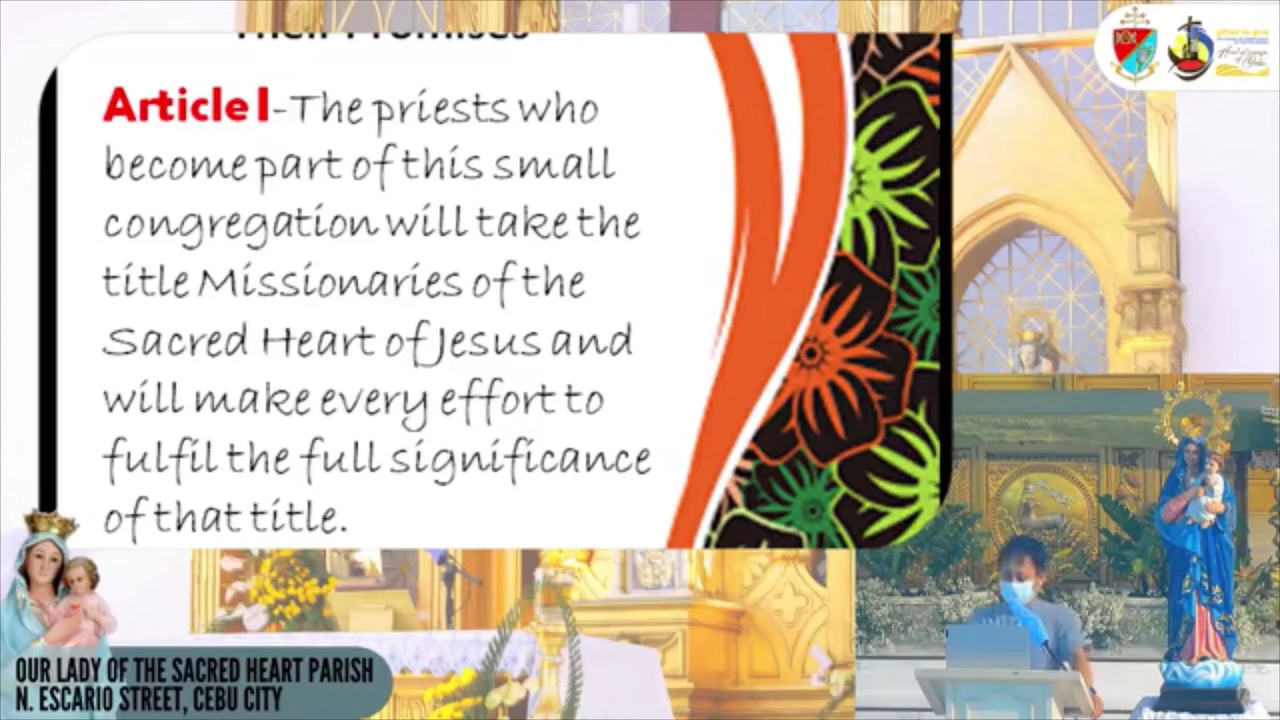 Their Promises
Article I-The priests who
become part of this small
congregation will take the
title Missionaries of the
Sacred Heart of Jesus and
will make every effort to
fulfil the full significance
of that title.
OUR LADY OF THE SACRED HEART PARISH
N. ESCARIO STREET, CEBU CITY